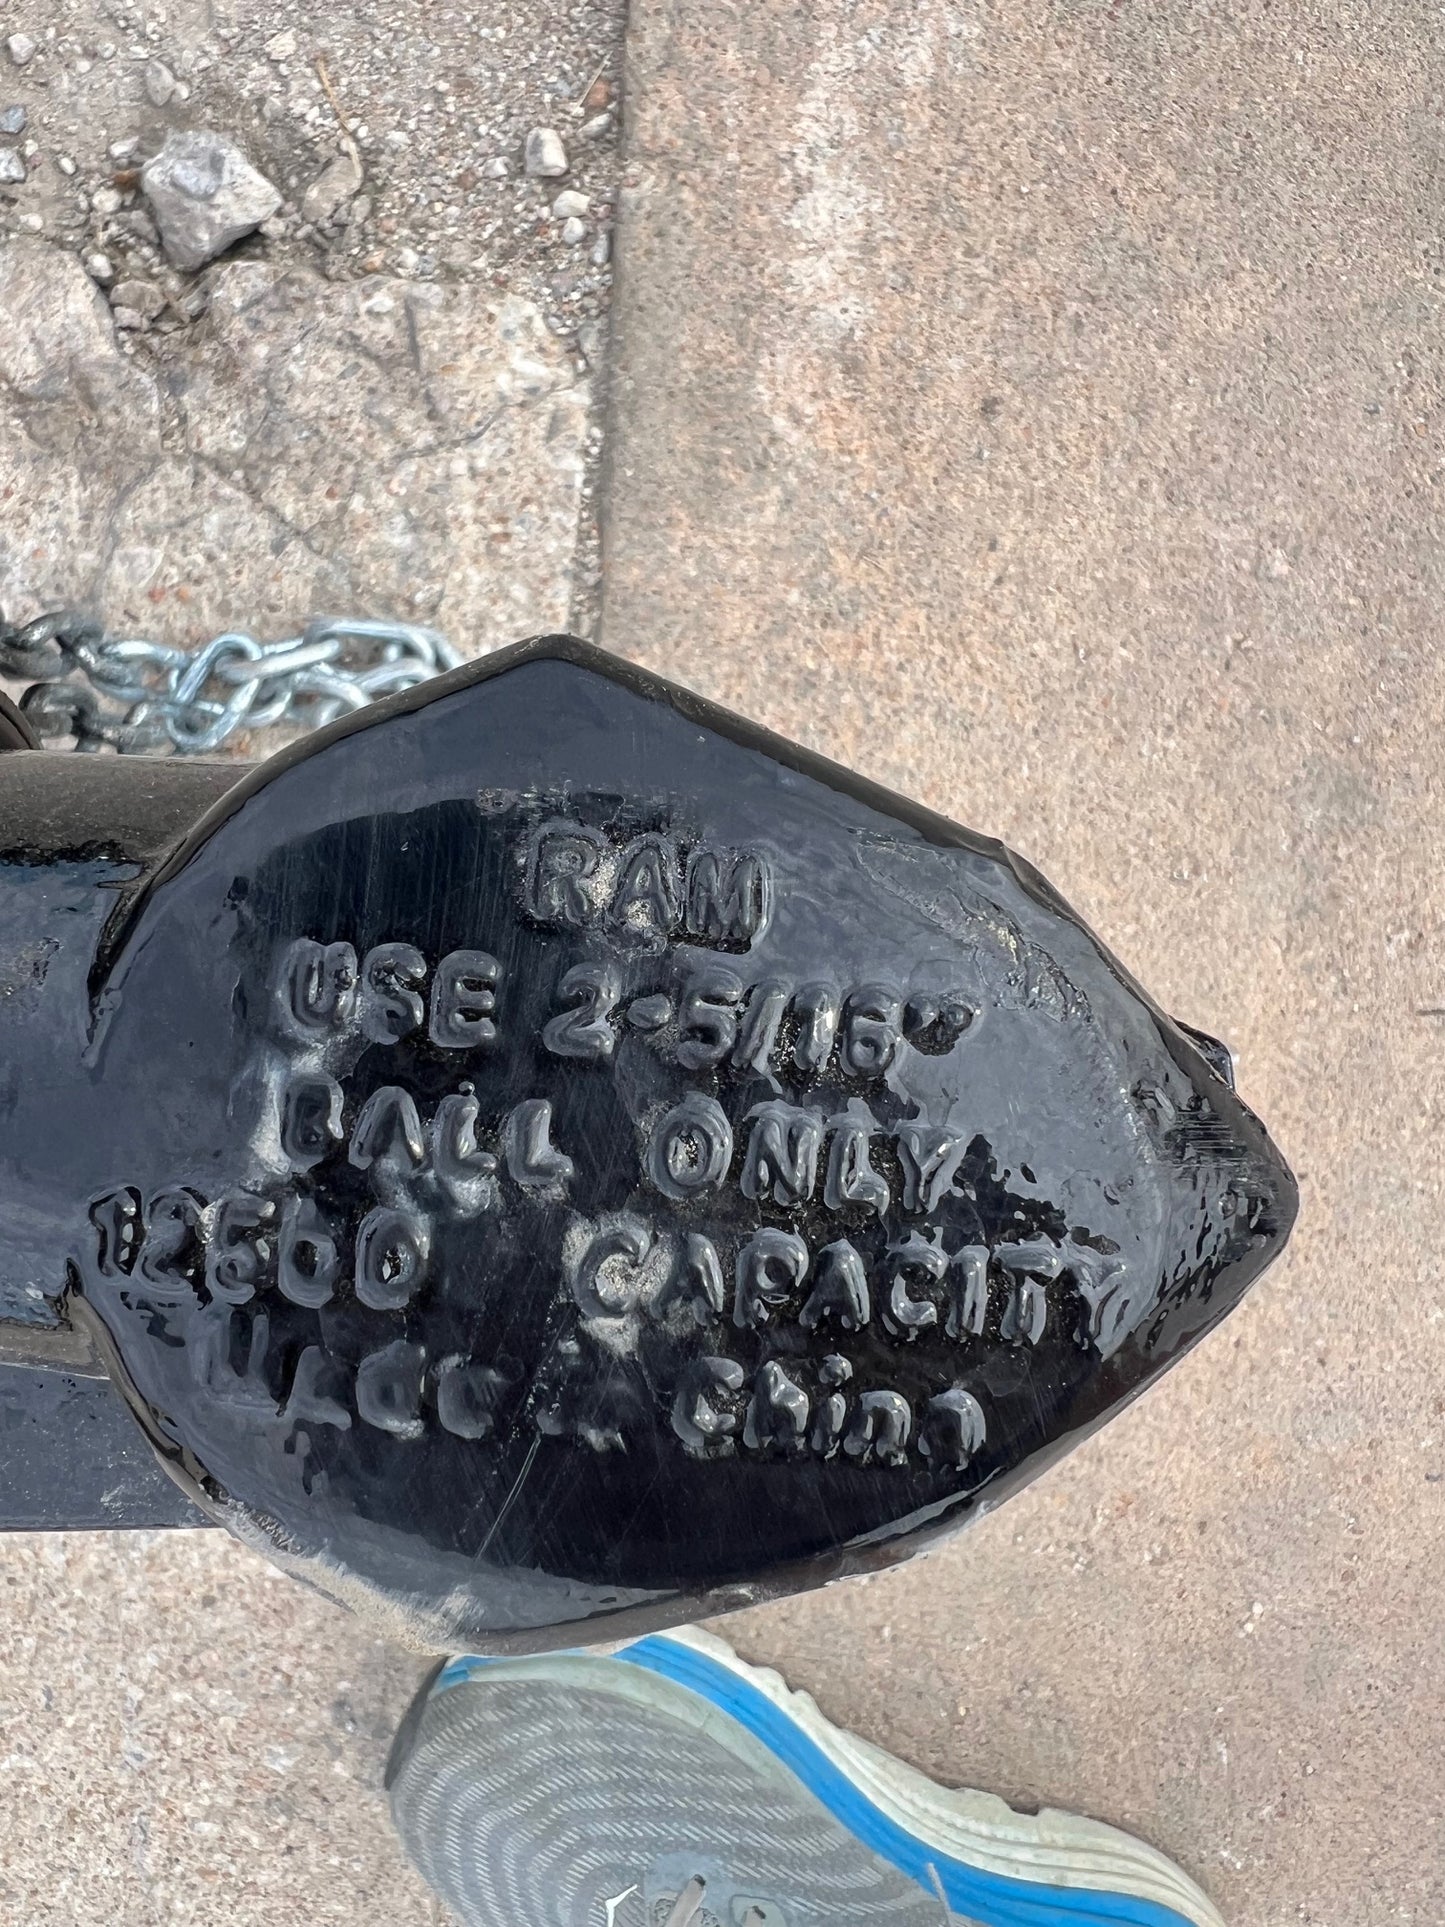 RAM
USE 2-5/16"
BALL ONLY
12500 CAPACITY
China